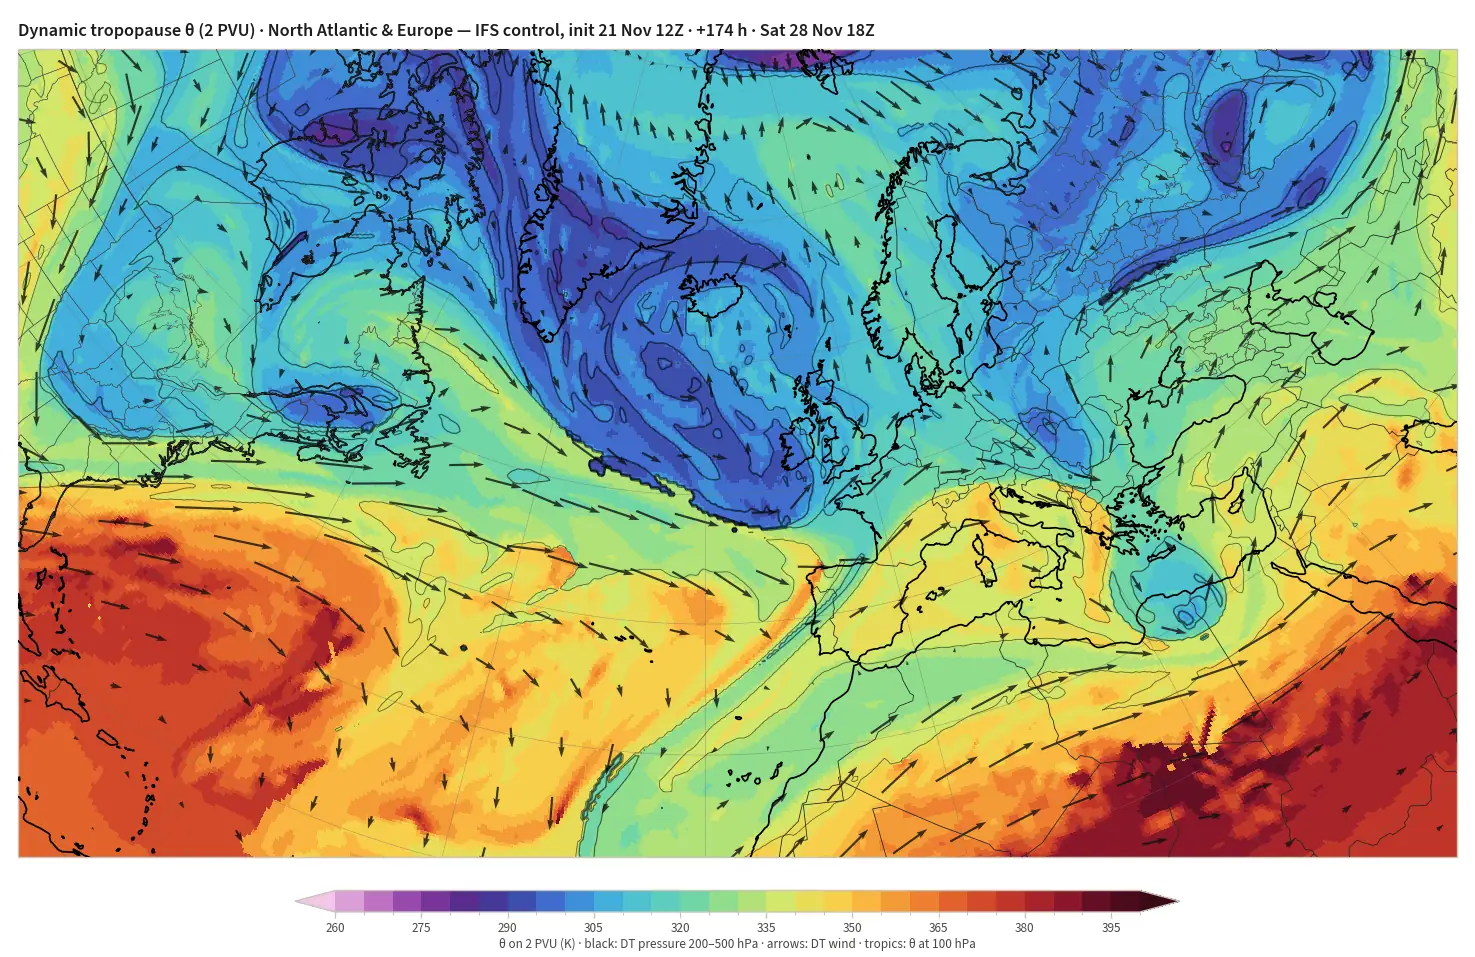 Dynamic tropopause θ (2 PVU) · North Atlantic & Europe — IFS control, init 21 Nov 12Z · +174 h · Sat 28 Nov 18Z
260 275 290 305 320 335 350 365 380 395
θ on 2 PVU (K) · black: DT pressure 200–500 hPa · arrows: DT wind · tropics: θ at 100 hPa